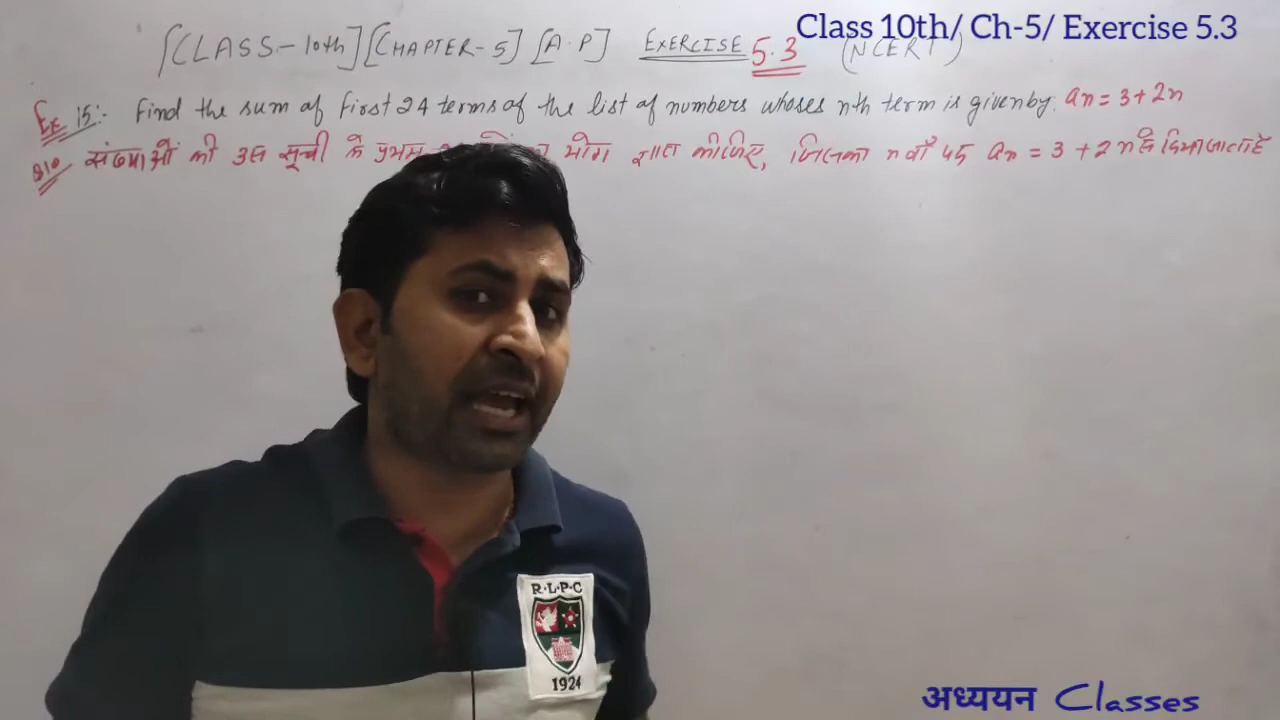 Class 10th/ Ch-5/ Exercise 5.3
[CLASS-10th] [CHAPTER-5] [A.P] EXERCISE 5.3 (NCERT)
Ex 15:- Find the sum of first 24 terms of the list of numbers whoses nth term is given by. an = 3+2n
उ10 संख्याओं की उस सूची के प्रथम का योग ज्ञात कीजिए, जिसका n वाँ पद an = 3 + 2n से दिया जाता है
R.L.P.C
1924
अध्ययन Classes